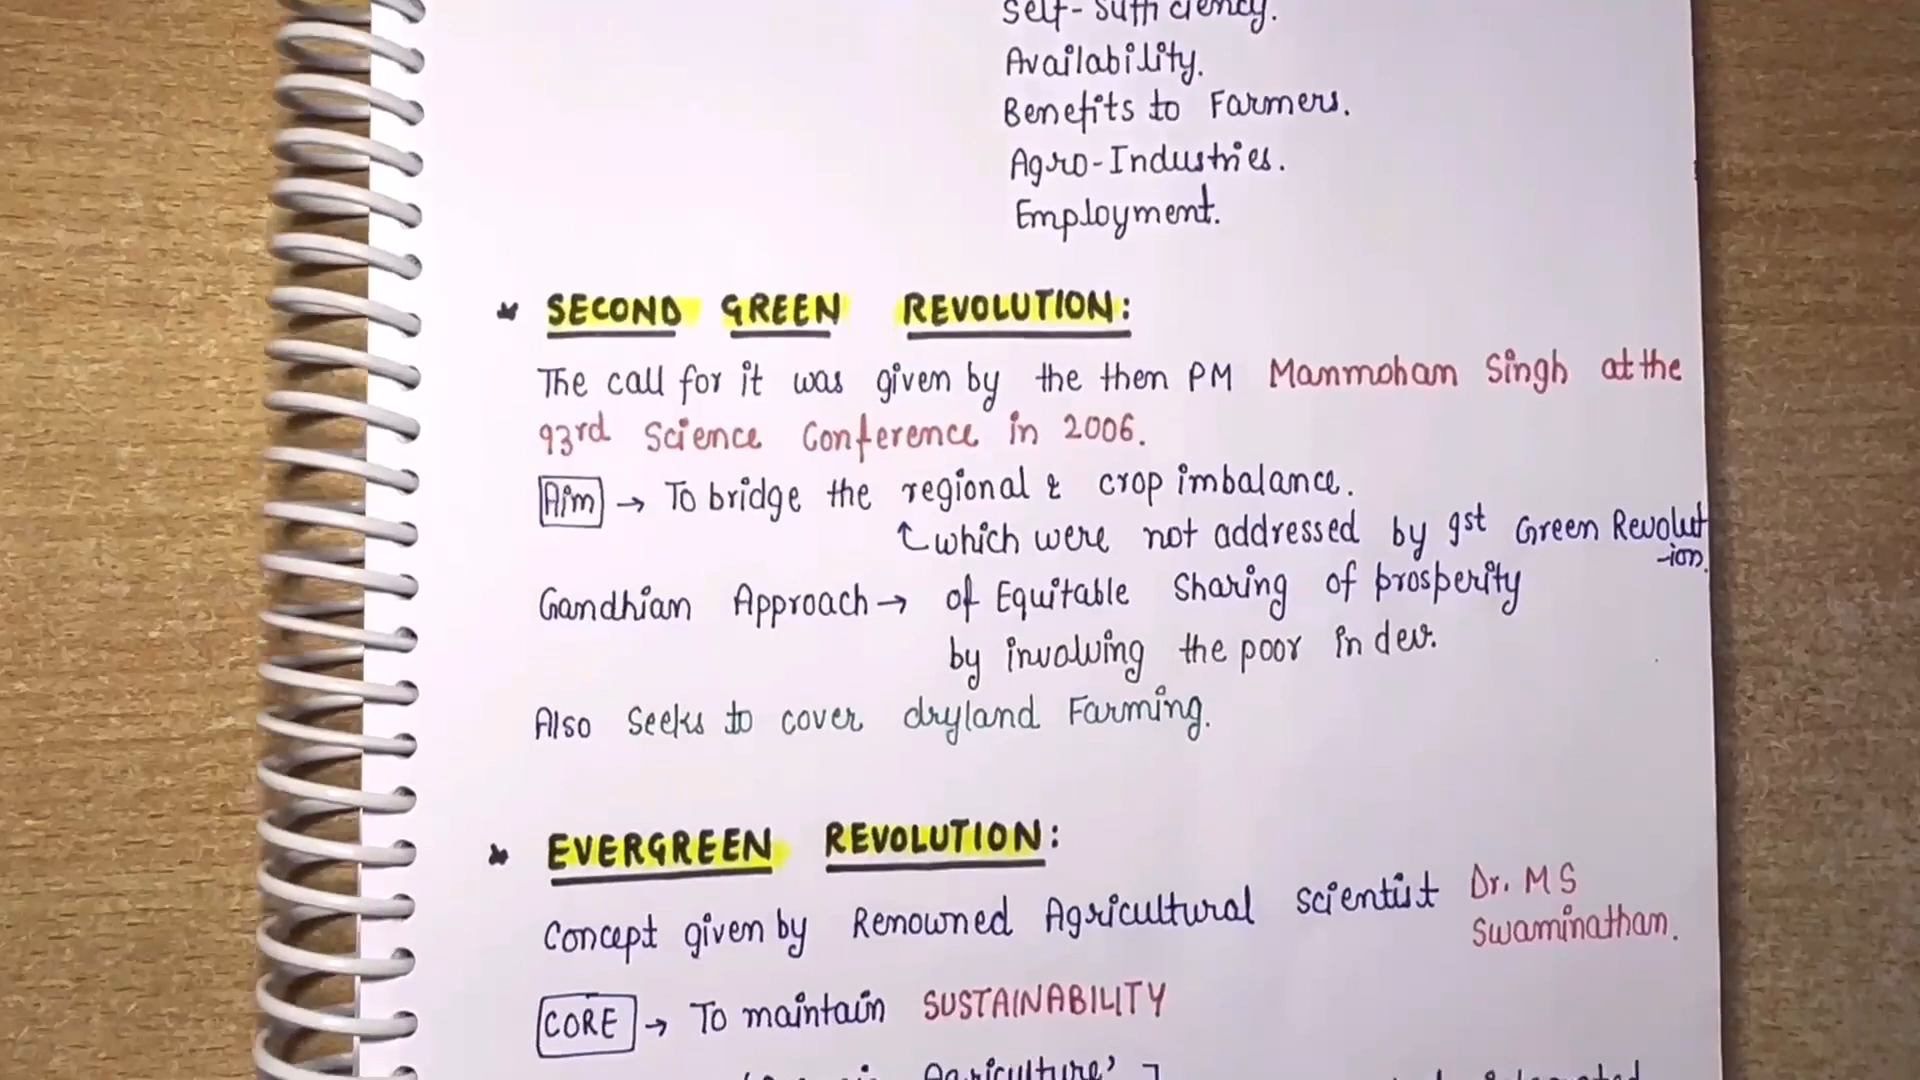 Self-Sufficiency.
Availability.
Benefits to Farmers.
Agro-Industries.
Employment.
* SECOND GREEN REVOLUTION:
The call for it was given by the then PM Manmohan Singh at the
93rd Science Conference in 2006.
Aim → To bridge the regional & crop imbalance.
↑ which were not addressed by Ist Green Revolut
-ion.
Gandhian Approach → of Equitable Sharing of prosperity
by involving the poor in dev.
Also Seeks to cover dryland Farming.
* EVERGREEN REVOLUTION:
Concept given by Renowned Agricultural scientist Dr. M S
Swaminathan.
CORE → To maintain SUSTAINABILITY
Agriculture'